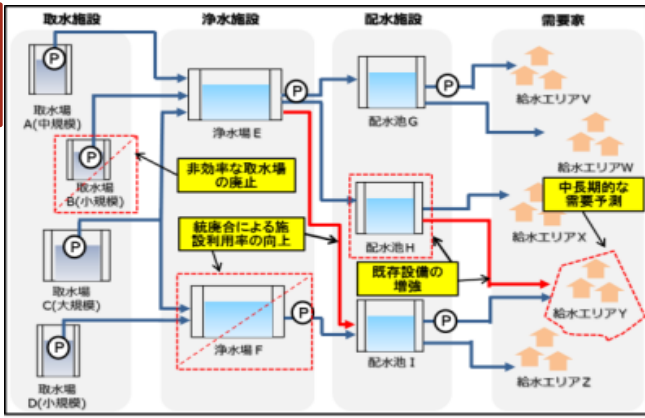 取水施設
浄水施設
配水施設
需要家
P
取水場
A(中規模)
P
取水場
B(小規模)
P
取水場
C(大規模)
P
取水場
D(小規模)
非効率な取水場
の廃止
統廃合による施
設利用率の向上
P
浄水場E
P
浄水場F
P
配水池G
配水池H
既存設備の
増強
P
配水池I
給水エリアV
給水エリアW
中長期的な
需要予測
給水エリアX
給水エリアY
給水エリアZ